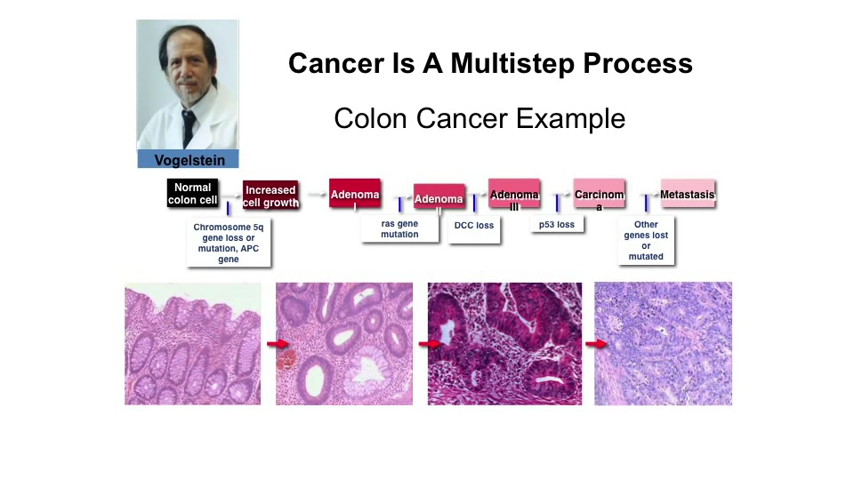 Cancer Is A Multistep Process
Colon Cancer Example
Vogelstein
Normal
colon cell
Increased
cell growth
Adenoma
I
Adenoma
II
Adenoma
III
Carcinom
a
Metastasis
Chromosome 5q
gene loss or
mutation, APC
gene
ras gene
mutation
DCC loss
p53 loss
Other
genes lost
or
mutated